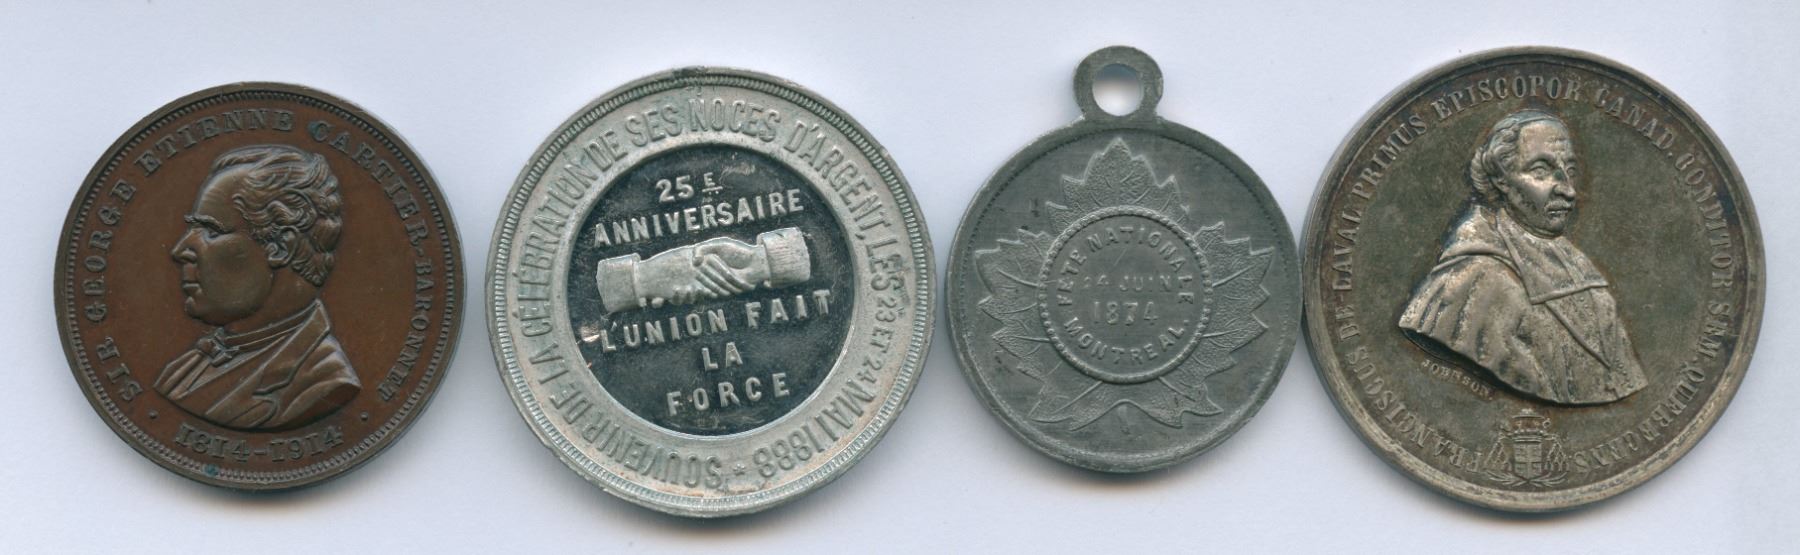 SIR GEORGE ETIENNE CARTIER-BARONNET
1814-1914
SOUVENIR DE LA CÉLÉBRATION DE SES NOCES D'ARGENT, LES 23 ET 24 MAI 1888 *
25E
ANNIVERSAIRE
L'UNION FAIT
LA
FORCE
FETE NATIONALE
24 JUIN
1874
MONTREAL.
FRANCISCUS DE-LAVAL PRIMUS EPISCOPOR CANAD. CONDITOR SEM. QUEBECENS.
JOHNSON.